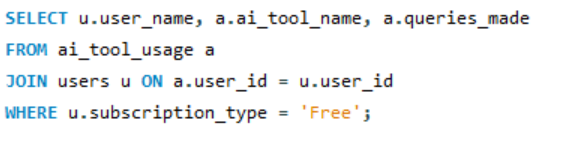 SELECT u.user_name, a.ai_tool_name, a.queries_made
FROM ai_tool_usage a
JOIN users u ON a.user_id = u.user_id
WHERE u.subscription_type = 'Free';